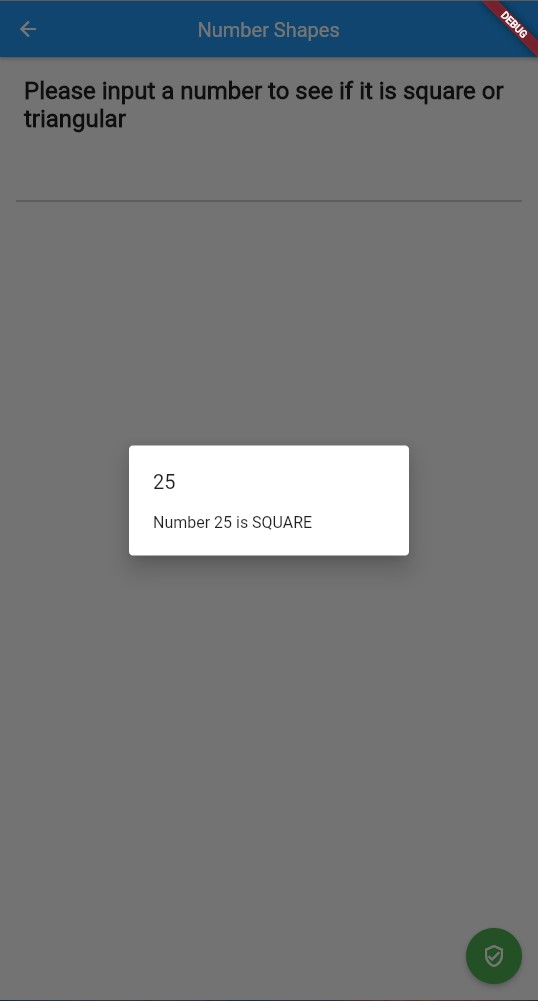 Number Shapes
DEBUG
Please input a number to see if it is square or
triangular
25
Number 25 is SQUARE